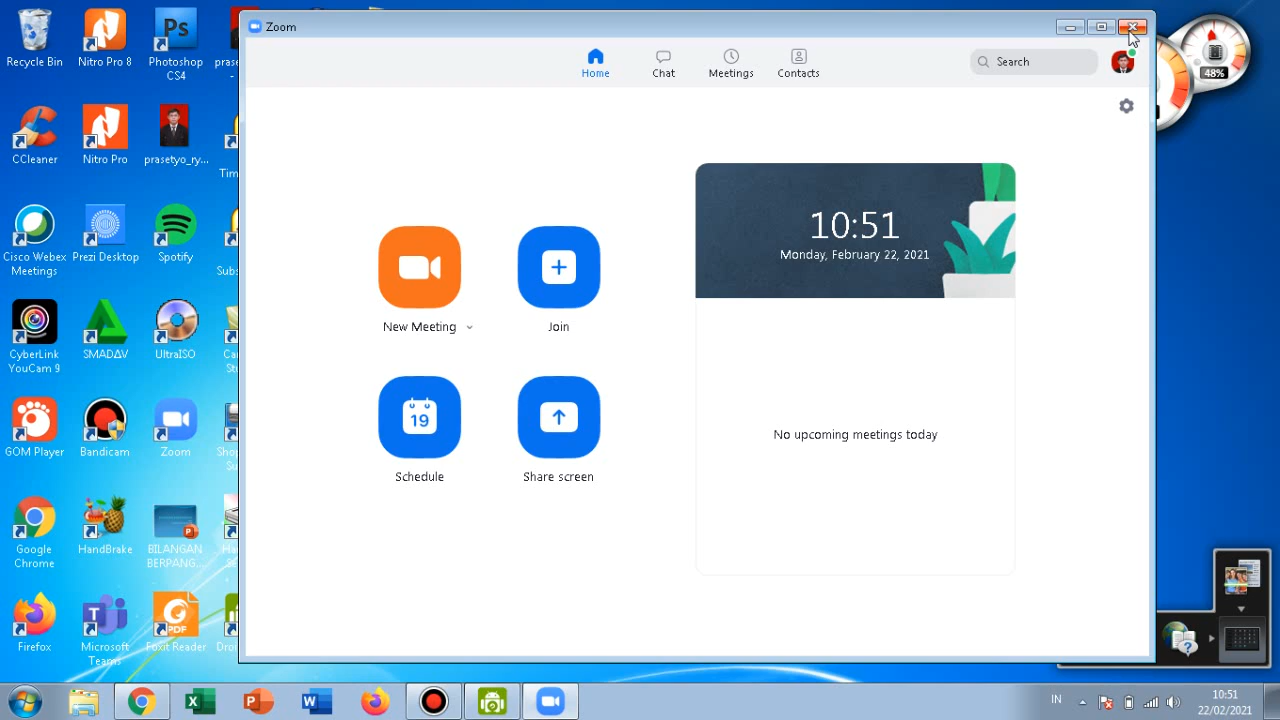 Zoom
Home
Chat
Meetings
Contacts
Search
10:51
Monday, February 22, 2021
No upcoming meetings today
New Meeting
Join
19
Schedule
Share screen
Recycle Bin
Nitro Pro 8
Ps
Photoshop
CS4
CCleaner
Nitro Pro
prasetyo_ry...
Cisco Webex
Meetings
Prezi Desktop
Spotify
CyberLink
YouCam 9
SMADΔV
UltraISO
GOM Player
Bandicam
Zoom
Google
Chrome
HandBrake
BILANGAN
BERPANG...
Firefox
Microsoft
Teams
PDF
Foxit Reader
48%
IN
10:51
22/02/2021